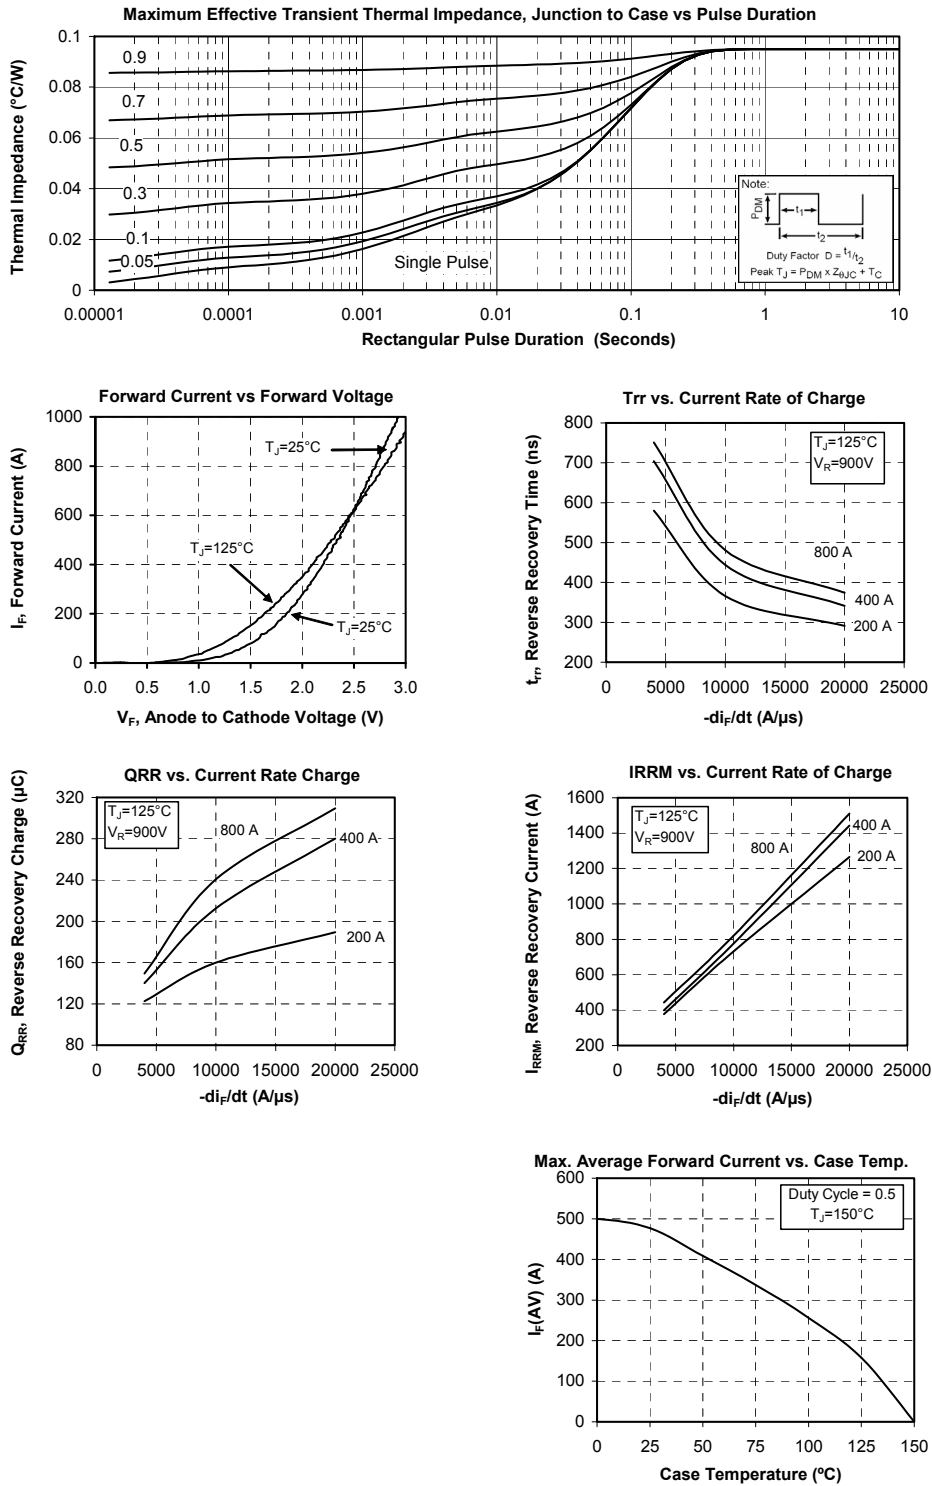 Maximum Effective Transient Thermal Impedance, Junction to Case vs Pulse Duration
Thermal Impedance (°C/W)
0.1
0.08
0.06
0.04
0.02
0
0.9
0.7
0.5
0.3
0.1
0.05
Single Pulse
Note:
PDM
t1
t2
Duty Factor D = t1/t2
Peak TJ = PDM x ZθJC + TC
0.00001 0.0001 0.001 0.01 0.1 1 10
Rectangular Pulse Duration (Seconds)
Forward Current vs Forward Voltage
IF, Forward Current (A)
1000
800
600
400
200
0
TJ=25°C
TJ=125°C
TJ=25°C
0.0 0.5 1.0 1.5 2.0 2.5 3.0
VF, Anode to Cathode Voltage (V)
Trr vs. Current Rate of Charge
trr, Reverse Recovery Time (ns)
800
700
600
500
400
300
200
TJ=125°C
VR=900V
800 A
400 A
200 A
0 5000 10000 15000 20000 25000
-diF/dt (A/µs)
QRR vs. Current Rate Charge
QRR, Reverse Recovery Charge (µC)
320
280
240
200
160
120
80
TJ=125°C
VR=900V
800 A
400 A
200 A
0 5000 10000 15000 20000 25000
-diF/dt (A/µs)
IRRM vs. Current Rate of Charge
IRRM, Reverse Recovery Current (A)
1600
1400
1200
1000
800
600
400
200
TJ=125°C
VR=900V
800 A
400 A
200 A
0 5000 10000 15000 20000 25000
-diF/dt (A/µs)
Max. Average Forward Current vs. Case Temp.
IF(AV) (A)
600
500
400
300
200
100
0
Duty Cycle = 0.5
TJ=150°C
0 25 50 75 100 125 150
Case Temperature (ºC)